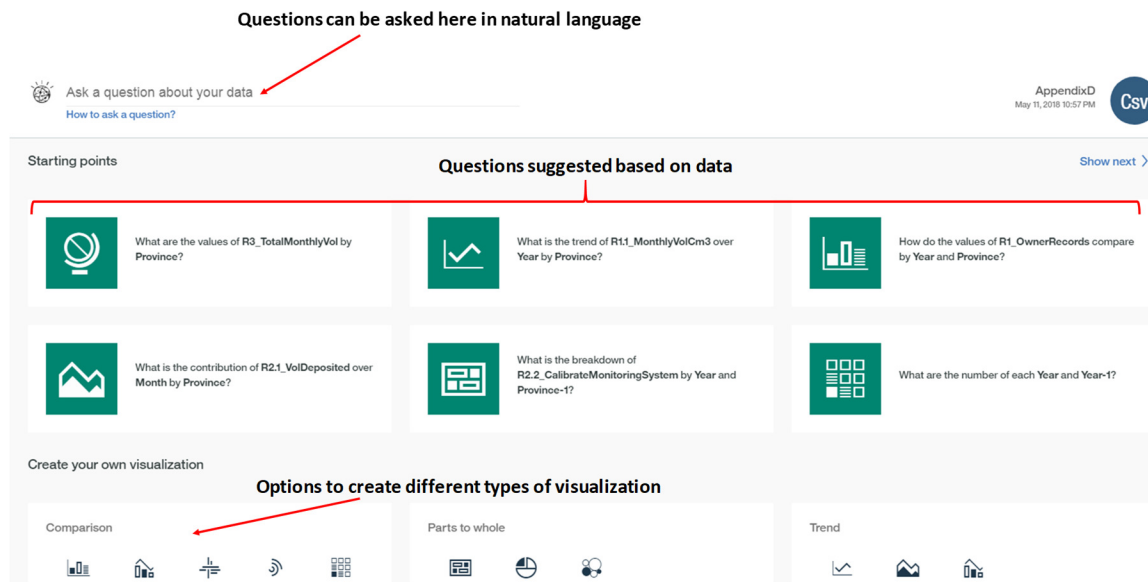 Questions can be asked here in natural language
Ask a question about your data
How to ask a question?
AppendixD
May 11, 2018 10:57 PM
Csv
Starting points
Questions suggested based on data
Show next
What are the values of R3_TotalMonthlyVol by
Province?
What is the trend of R1.1_MonthlyVolCm3 over
Year by Province?
How do the values of R1_OwnerRecords compare
by Year and Province?
What is the contribution of R2.1_VolDeposited over
Month by Province?
What is the breakdown of
R2.2_CalibrateMonitoringSystem by Year and
Province-1?
What are the number of each Year and Year-1?
Create your own visualization
Options to create different types of visualization
Comparison
Parts to whole
Trend